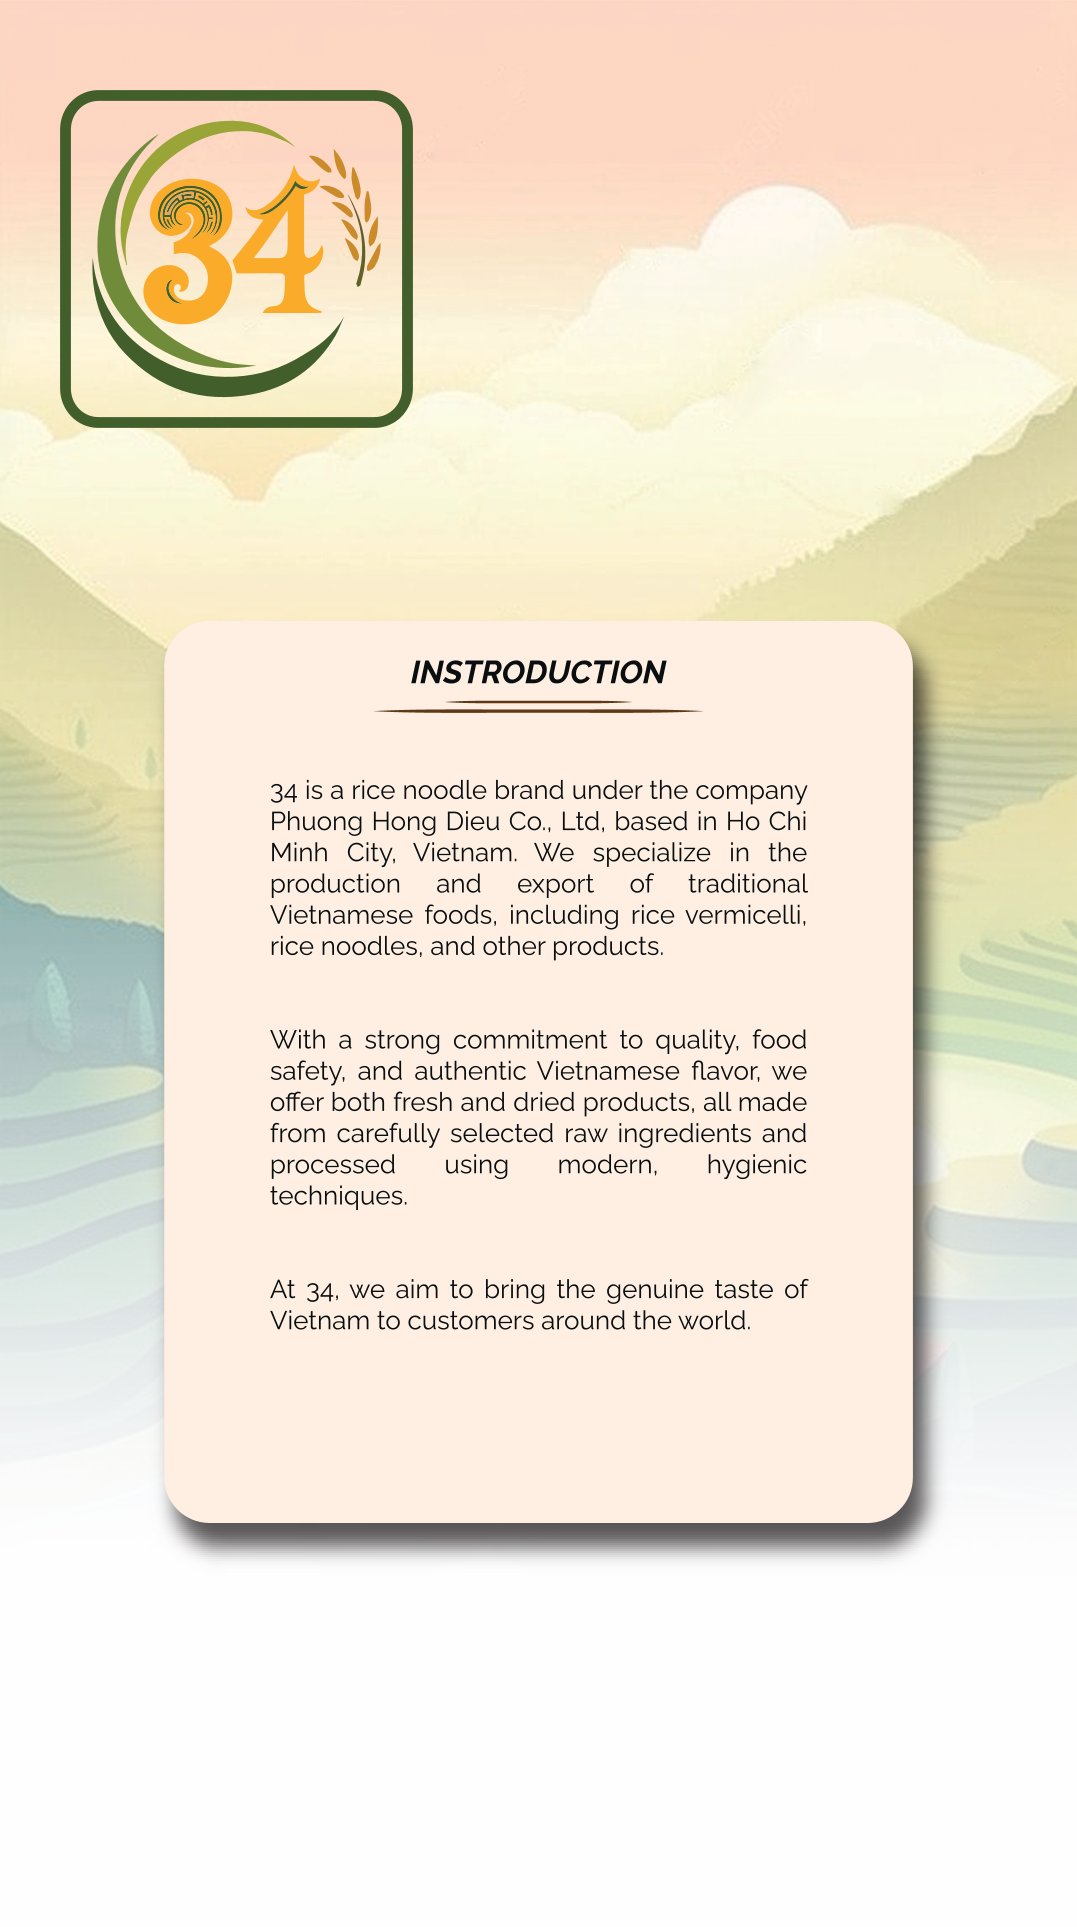 34
INSTRODUCTION
34 is a rice noodle brand under the company
Phuong Hong Dieu Co., Ltd, based in Ho Chi
Minh City, Vietnam. We specialize in the
production and export of traditional
Vietnamese foods, including rice vermicelli,
rice noodles, and other products.
With a strong commitment to quality, food
safety, and authentic Vietnamese flavor, we
offer both fresh and dried products, all made
from carefully selected raw ingredients and
processed using modern, hygienic
techniques.
At 34, we aim to bring the genuine taste of
Vietnam to customers around the world.